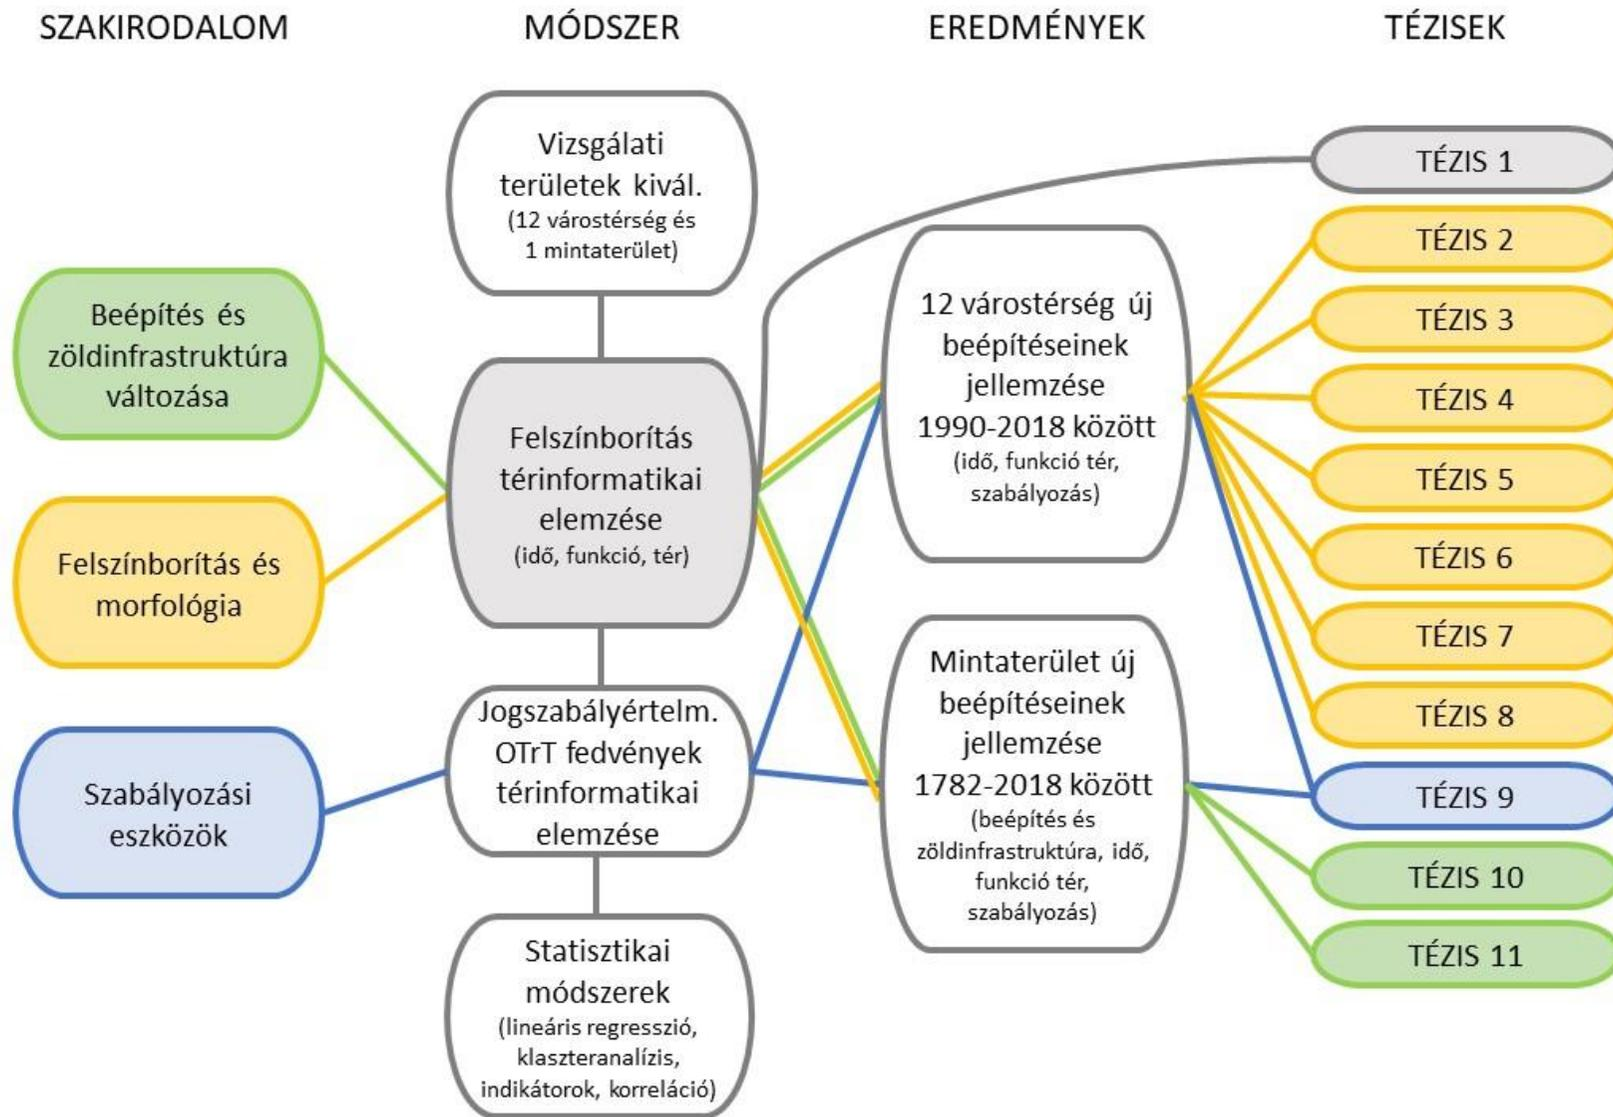 SZAKIRODALOM
MÓDSZER
EREDMÉNYEK
TÉZISEK
Beépítés és
zöldinfrastruktúra
változása
Felszínborítás és
morfológia
Szabályozási
eszközök
Vizsgálati
területek kivál.
(12 várostérség és
1 mintaterület)
Felszínborítás
térinformatikai
elemzése
(idő, funkció, tér)
Jogszabályértelm.
OTrT fedvények
térinformatikai
elemzése
Statisztikai
módszerek
(lineáris regresszió,
klaszteranalízis,
indikátorok, korreláció)
12 várostérség új
beépítéseinek
jellemzése
1990-2018 között
(idő, funkció tér,
szabályozás)
Mintaterület új
beépítéseinek
jellemzése
1782-2018 között
(beépítés és
zöldinfrastruktúra, idő,
funkció tér,
szabályozás)
TÉZIS 1
TÉZIS 2
TÉZIS 3
TÉZIS 4
TÉZIS 5
TÉZIS 6
TÉZIS 7
TÉZIS 8
TÉZIS 9
TÉZIS 10
TÉZIS 11